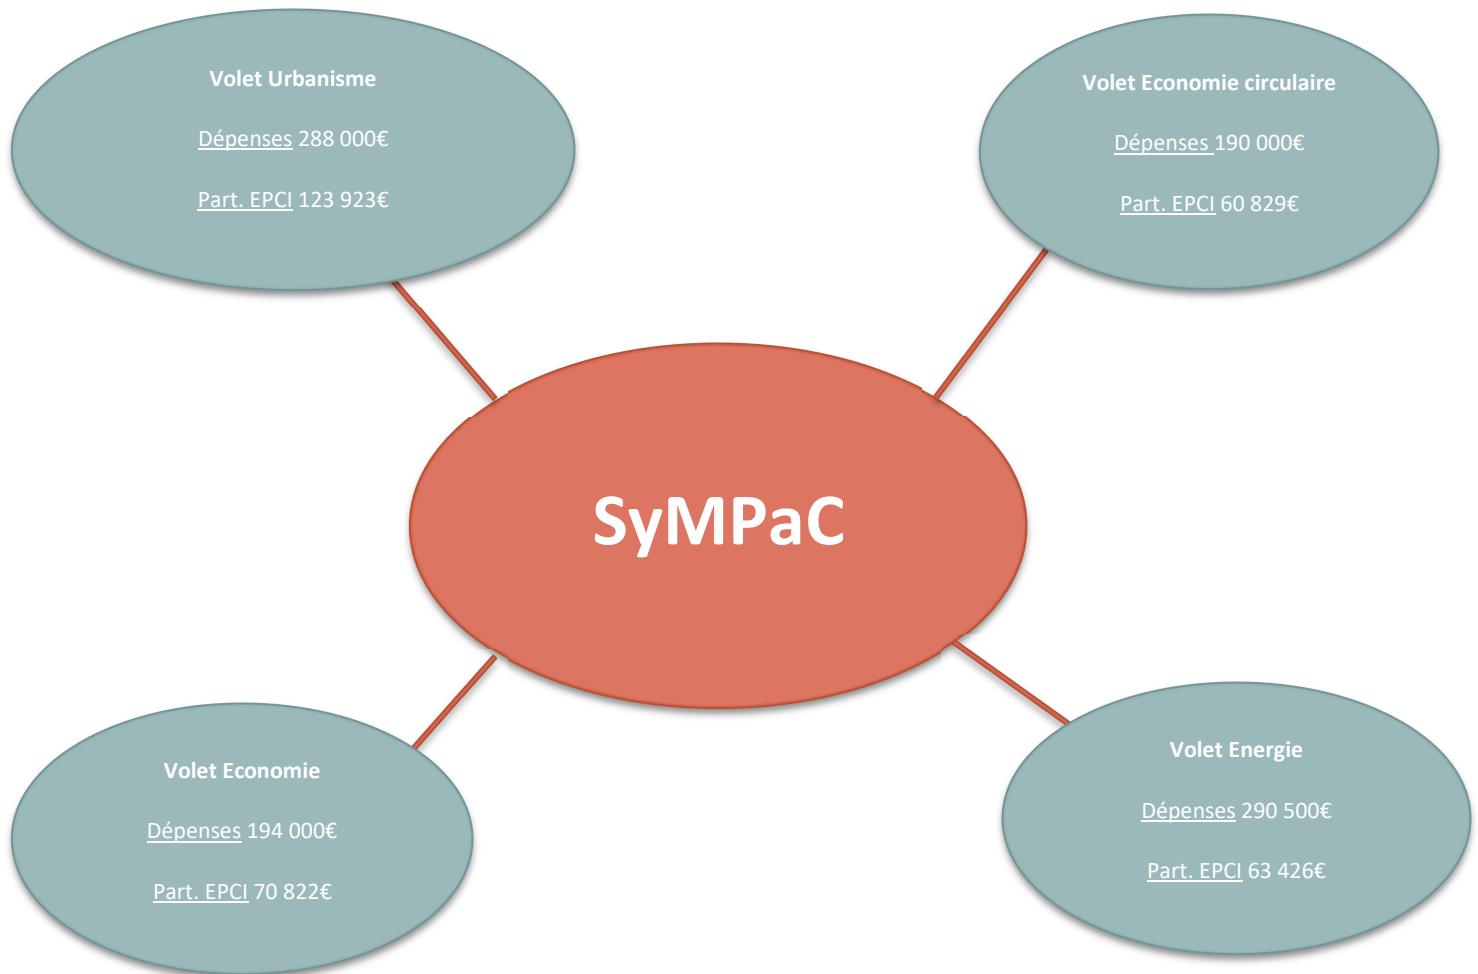 Volet Urbanisme
Dépenses 288 000€
Part. EPCI 123 923€
Volet Economie circulaire
Dépenses 190 000€
Part. EPCI 60 829€
SyMPaC
Volet Economie
Dépenses 194 000€
Part. EPCI 70 822€
Volet Energie
Dépenses 290 500€
Part. EPCI 63 426€